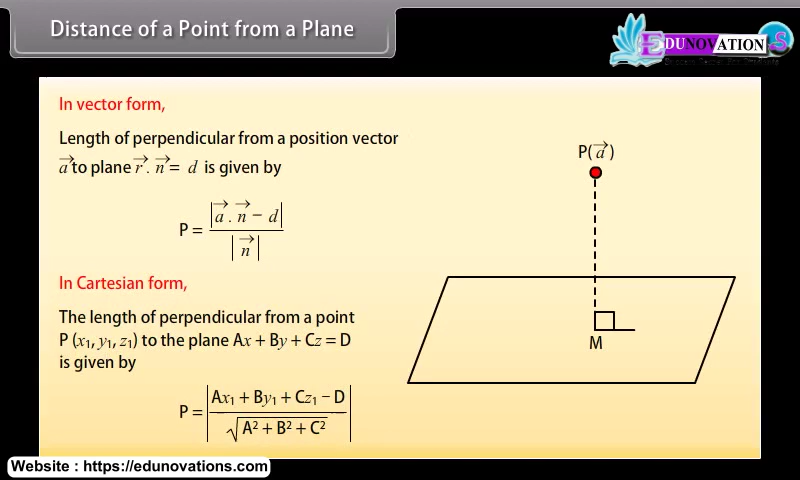 Distance of a Point from a Plane
EDUNOVATIONS
In vector form,
Length of perpendicular from a position vector
a⃗ to plane r⃗ . n⃗ = d is given by
P = |a⃗ . n⃗ − d| / |n⃗|
In Cartesian form,
The length of perpendicular from a point
P (x₁, y₁, z₁) to the plane Ax + By + Cz = D
is given by
P = |(Ax₁ + By₁ + Cz₁ − D) / √(A² + B² + C²)|
P(a⃗)
M
Website : https://edunovations.com